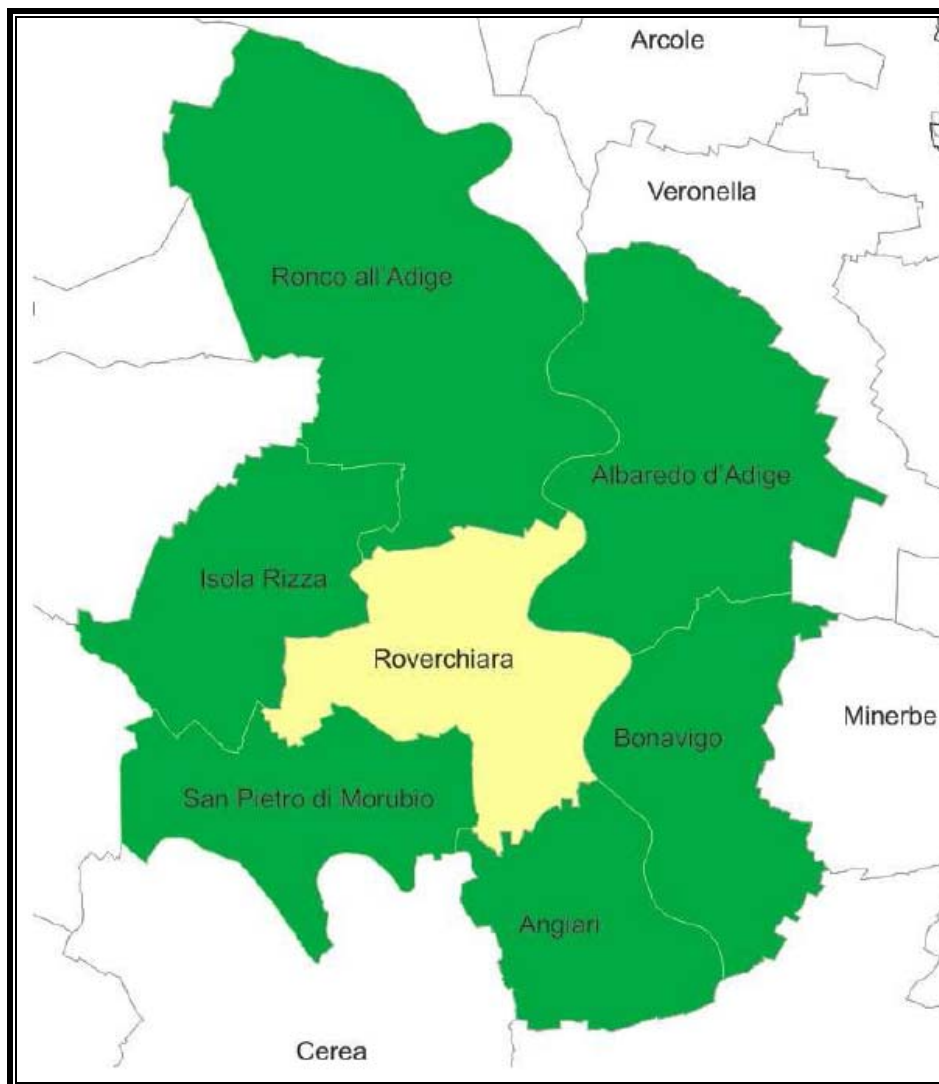 Arcole
Veronella
Ronco all'Adige
Albaredo d'Adige
Isola Rizza
Roverchiara
Minerbe
Bonavigo
San Pietro di Morubio
Angiari
Cerea